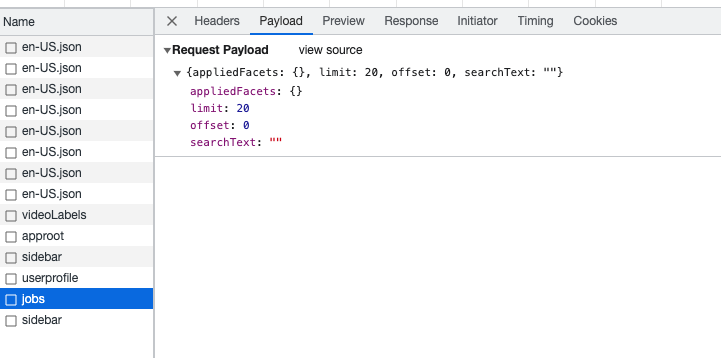 Name
Headers Payload Preview Response Initiator Timing Cookies
en-US.json
en-US.json
en-US.json
en-US.json
en-US.json
en-US.json
en-US.json
en-US.json
videoLabels
approot
sidebar
userprofile
jobs
sidebar
Request Payload view source
{appliedFacets: {}, limit: 20, offset: 0, searchText: ""}
appliedFacets: {}
limit: 20
offset: 0
searchText: ""